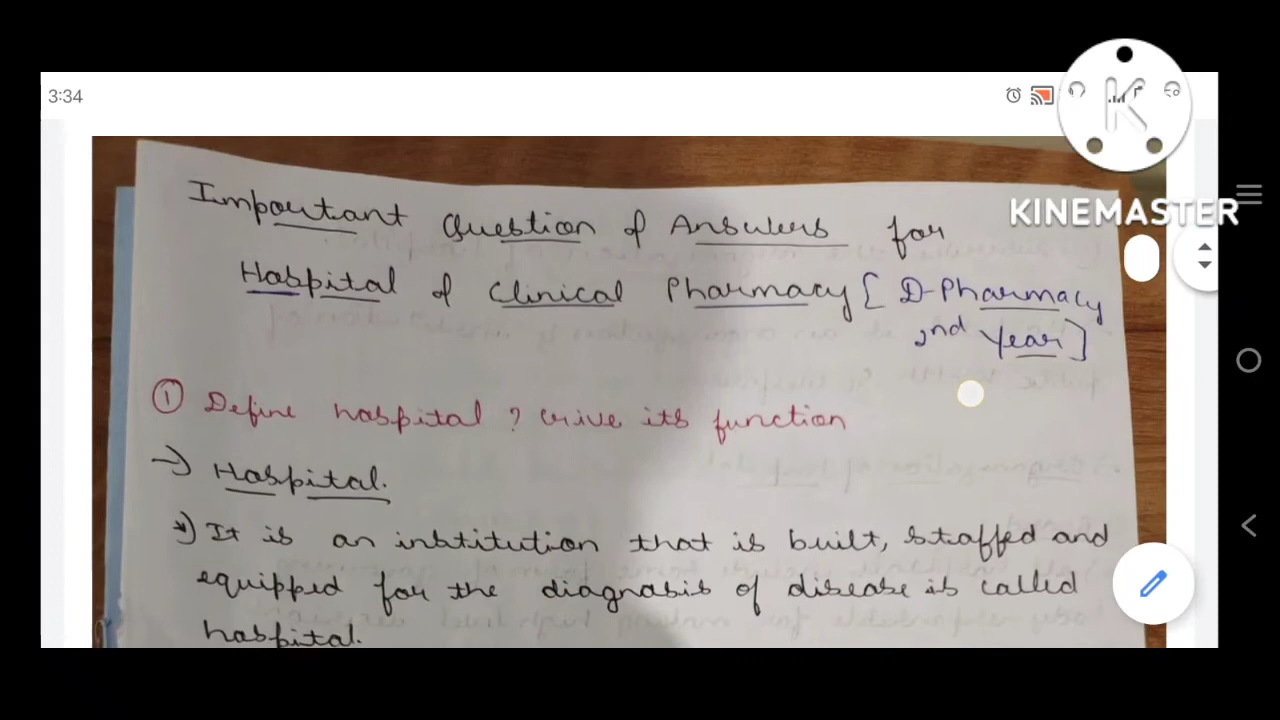 3:34
KINEMASTER
Important Question & Answers for
Hospital & Clinical Pharmacy [ D-Pharmacy
2nd Year ]
① Define hospital ? Give its function
→ Hospital.
It is an institution that is built, staffed and
equipped for the diagnosis of disease is called
hospital.